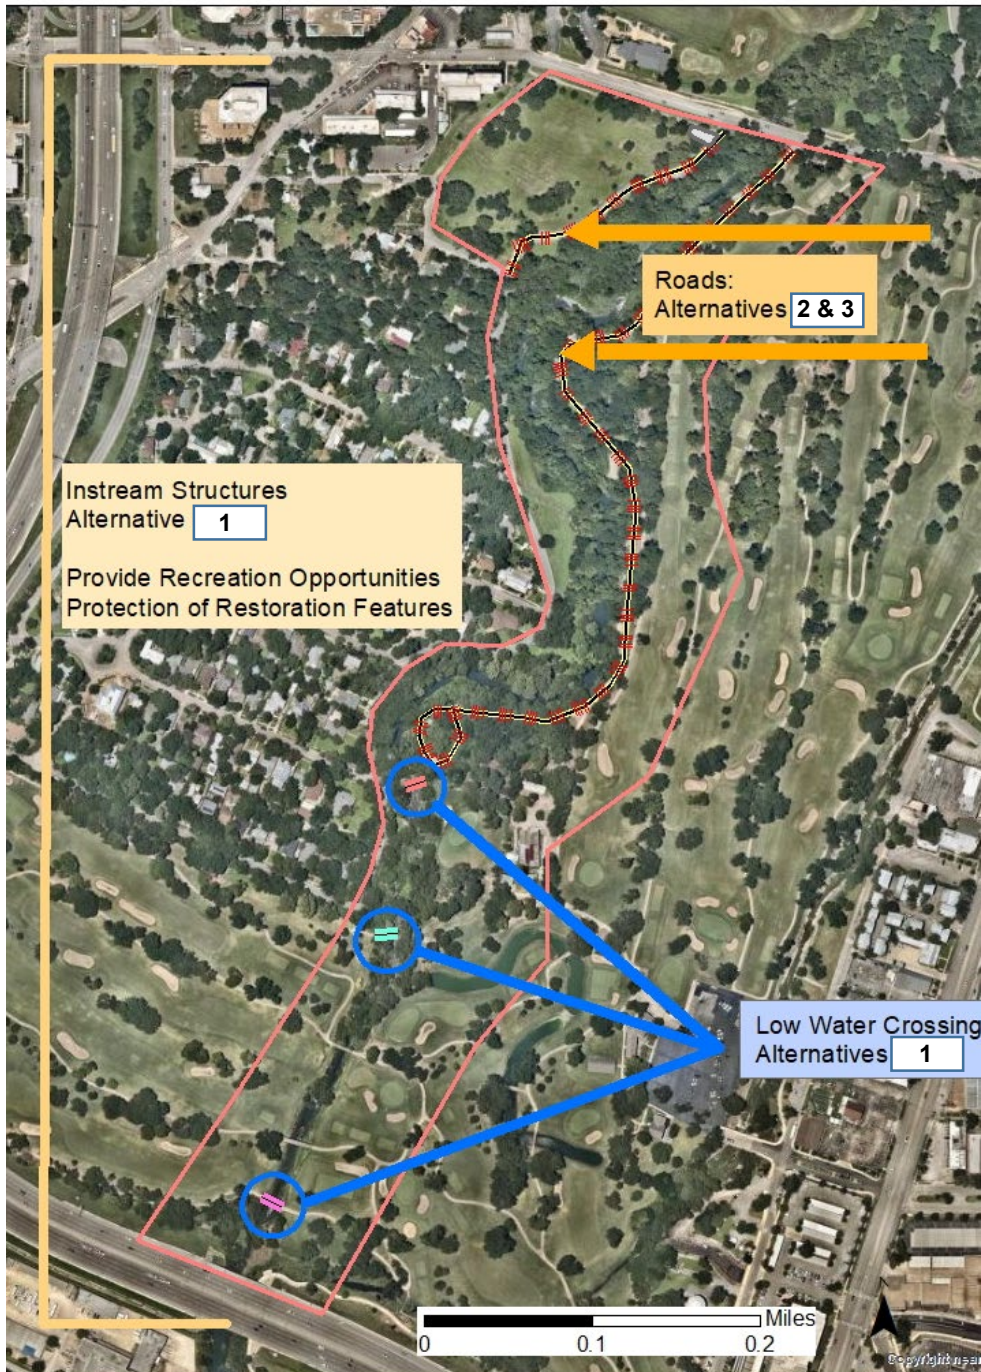 Roads:
Alternatives 2 & 3
Instream Structures
Alternative 1
Provide Recreation Opportunities
Protection of Restoration Features
Low Water Crossing
Alternatives 1
Miles
0 0.1 0.2